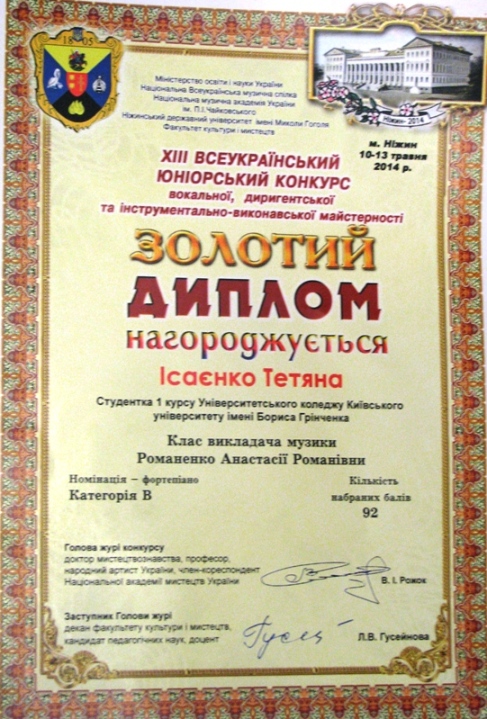 18 05
Міністерство освіти і науки України
Національна Всеукраїнська музична спілка
Національна музична академія України
ім. П.І.Чайковського
Ніжинський державний університет імені Миколи Гоголя
Факультет культури і мистецтв
Ніжин-2014
м. Ніжин
10-13 травня
2014 р.
XIII ВСЕУКРАЇНСЬКИЙ
ЮНІОРСЬКИЙ КОНКУРС
вокальної, диригентської
та інструментально-виконавської майстерності
ЗОЛОТИЙ
ДИПЛОМ
нагороджується
Ісаєнко Тетяна
Студентка 1 курсу Університетського коледжу Київського
університету імені Бориса Грінченка
Клас викладача музики
Романенко Анастасії Романівни
Номінація – фортепіано
Категорія В
Кількість
набраних балів
92
Голова журі конкурсу
доктор мистецтвознавства, професор,
народний артист України, член-кореспондент
Національної академії мистецтв України
В. І. Рожок
Заступник Голови журі
декан факультету культури і мистецтв,
кандидат педагогічних наук, доцент
Л.В. Гусейнова